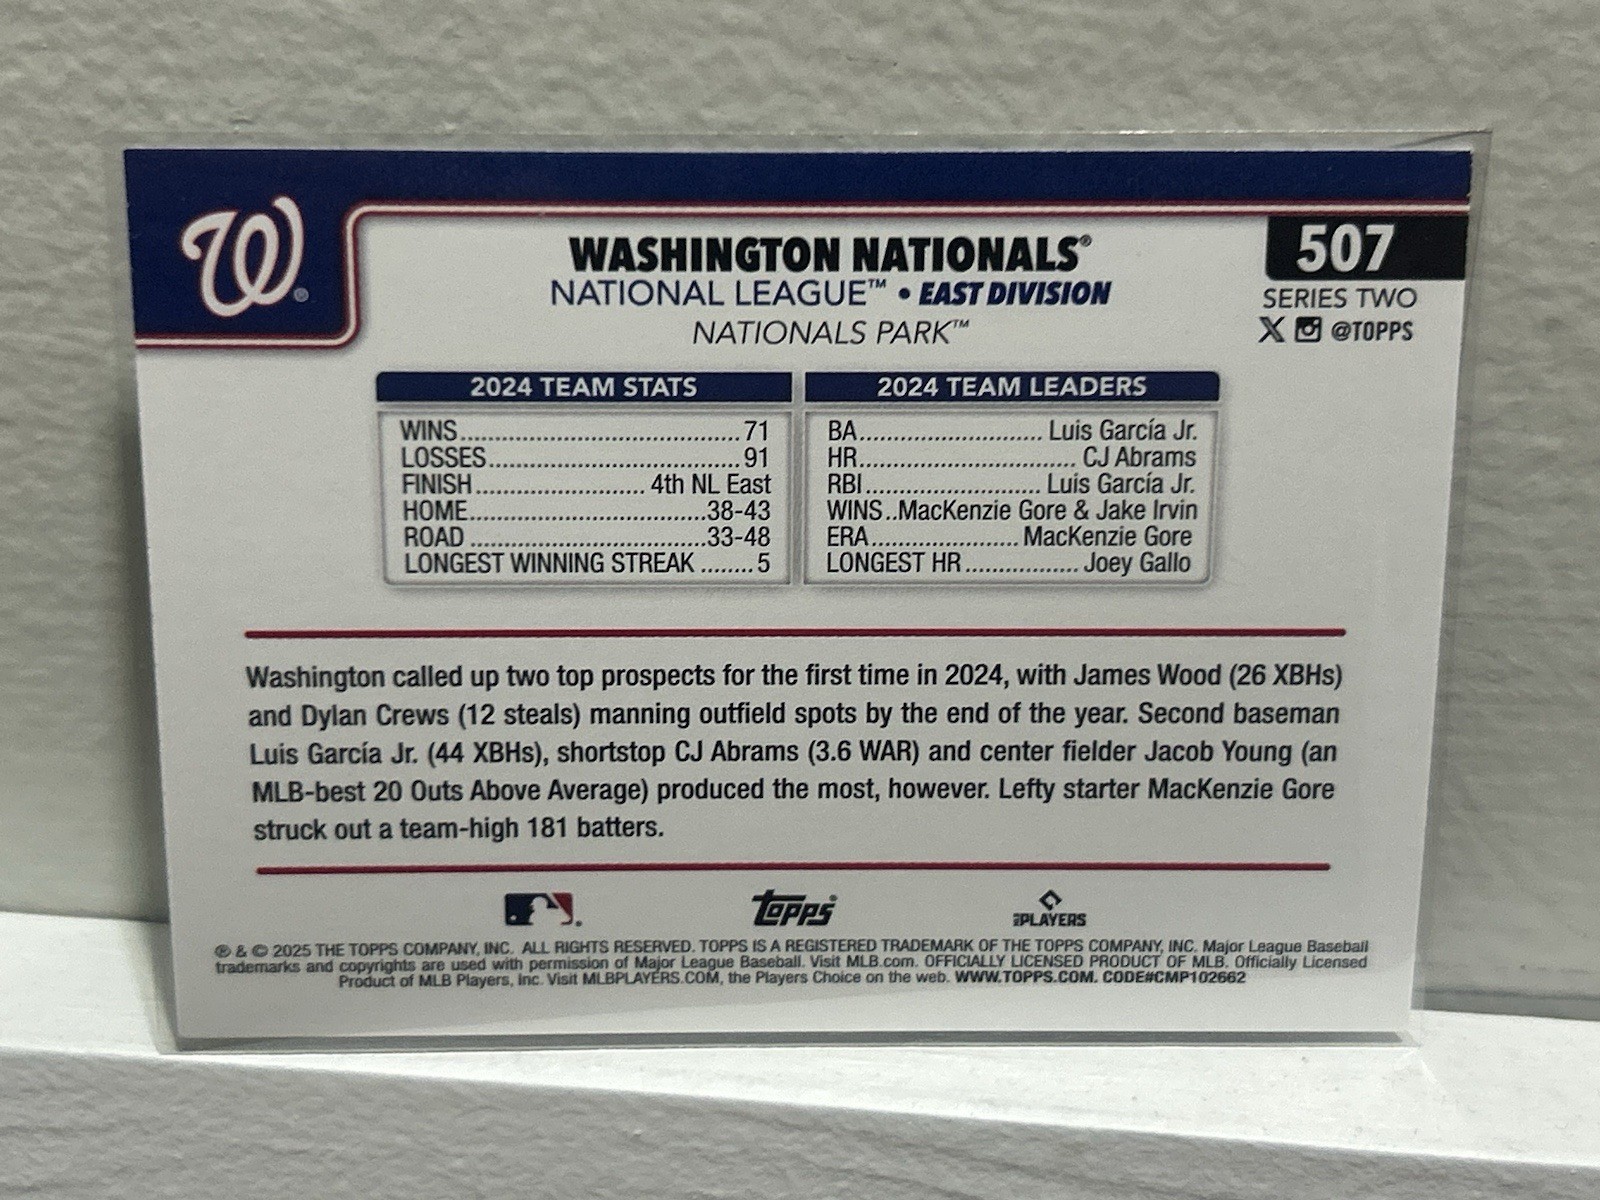 W®
WASHINGTON NATIONALS®
507
NATIONAL LEAGUE™ • EAST DIVISION
SERIES TWO
NATIONALS PARK™
X @TOPPS
2024 TEAM STATS
WINS........................................71
LOSSES....................................91
FINISH........................4th NL East
HOME..................................38-43
ROAD ..................................33-48
LONGEST WINNING STREAK ........5
2024 TEAM LEADERS
BA.......................... Luis García Jr.
HR............................... CJ Abrams
RBI......................... Luis García Jr.
WINS..MacKenzie Gore & Jake Irvin
ERA..................... MacKenzie Gore
LONGEST HR................ Joey Gallo
Washington called up two top prospects for the first time in 2024, with James Wood (26 XBHs)
and Dylan Crews (12 steals) manning outfield spots by the end of the year. Second baseman
Luis García Jr. (44 XBHs), shortstop CJ Abrams (3.6 WAR) and center fielder Jacob Young (an
MLB-best 20 Outs Above Average) produced the most, however. Lefty starter MacKenzie Gore
struck out a team-high 181 batters.
Topps
MLB PLAYERS
® & © 2025 THE TOPPS COMPANY, INC. ALL RIGHTS RESERVED. TOPPS IS A REGISTERED TRADEMARK OF THE TOPPS COMPANY, INC. Major League Baseball
trademarks and copyrights are used with permission of Major League Baseball. Visit MLB.com. OFFICIALLY LICENSED PRODUCT OF MLB. Officially Licensed
Product of MLB Players, Inc. Visit MLBPLAYERS.COM, the Players Choice on the web. WWW.TOPPS.COM. CODE#CMP102662